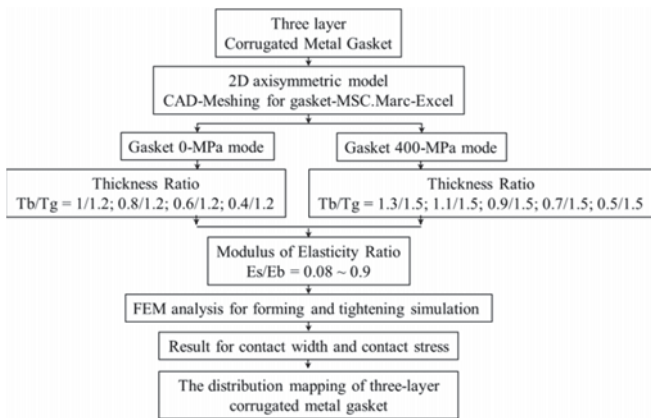 Three layer
Corrugated Metal Gasket
2D axisymmetric model
CAD-Meshing for gasket-MSC.Marc-Excel
Gasket 0-MPa mode
Gasket 400-MPa mode
Thickness Ratio
Tb/Tg = 1/1.2; 0.8/1.2; 0.6/1.2; 0.4/1.2
Thickness Ratio
Tb/Tg = 1.3/1.5; 1.1/1.5; 0.9/1.5; 0.7/1.5; 0.5/1.5
Modulus of Elasticity Ratio
Es/Eb = 0.08 ~ 0.9
FEM analysis for forming and tightening simulation
Result for contact width and contact stress
The distribution mapping of three-layer
corrugated metal gasket